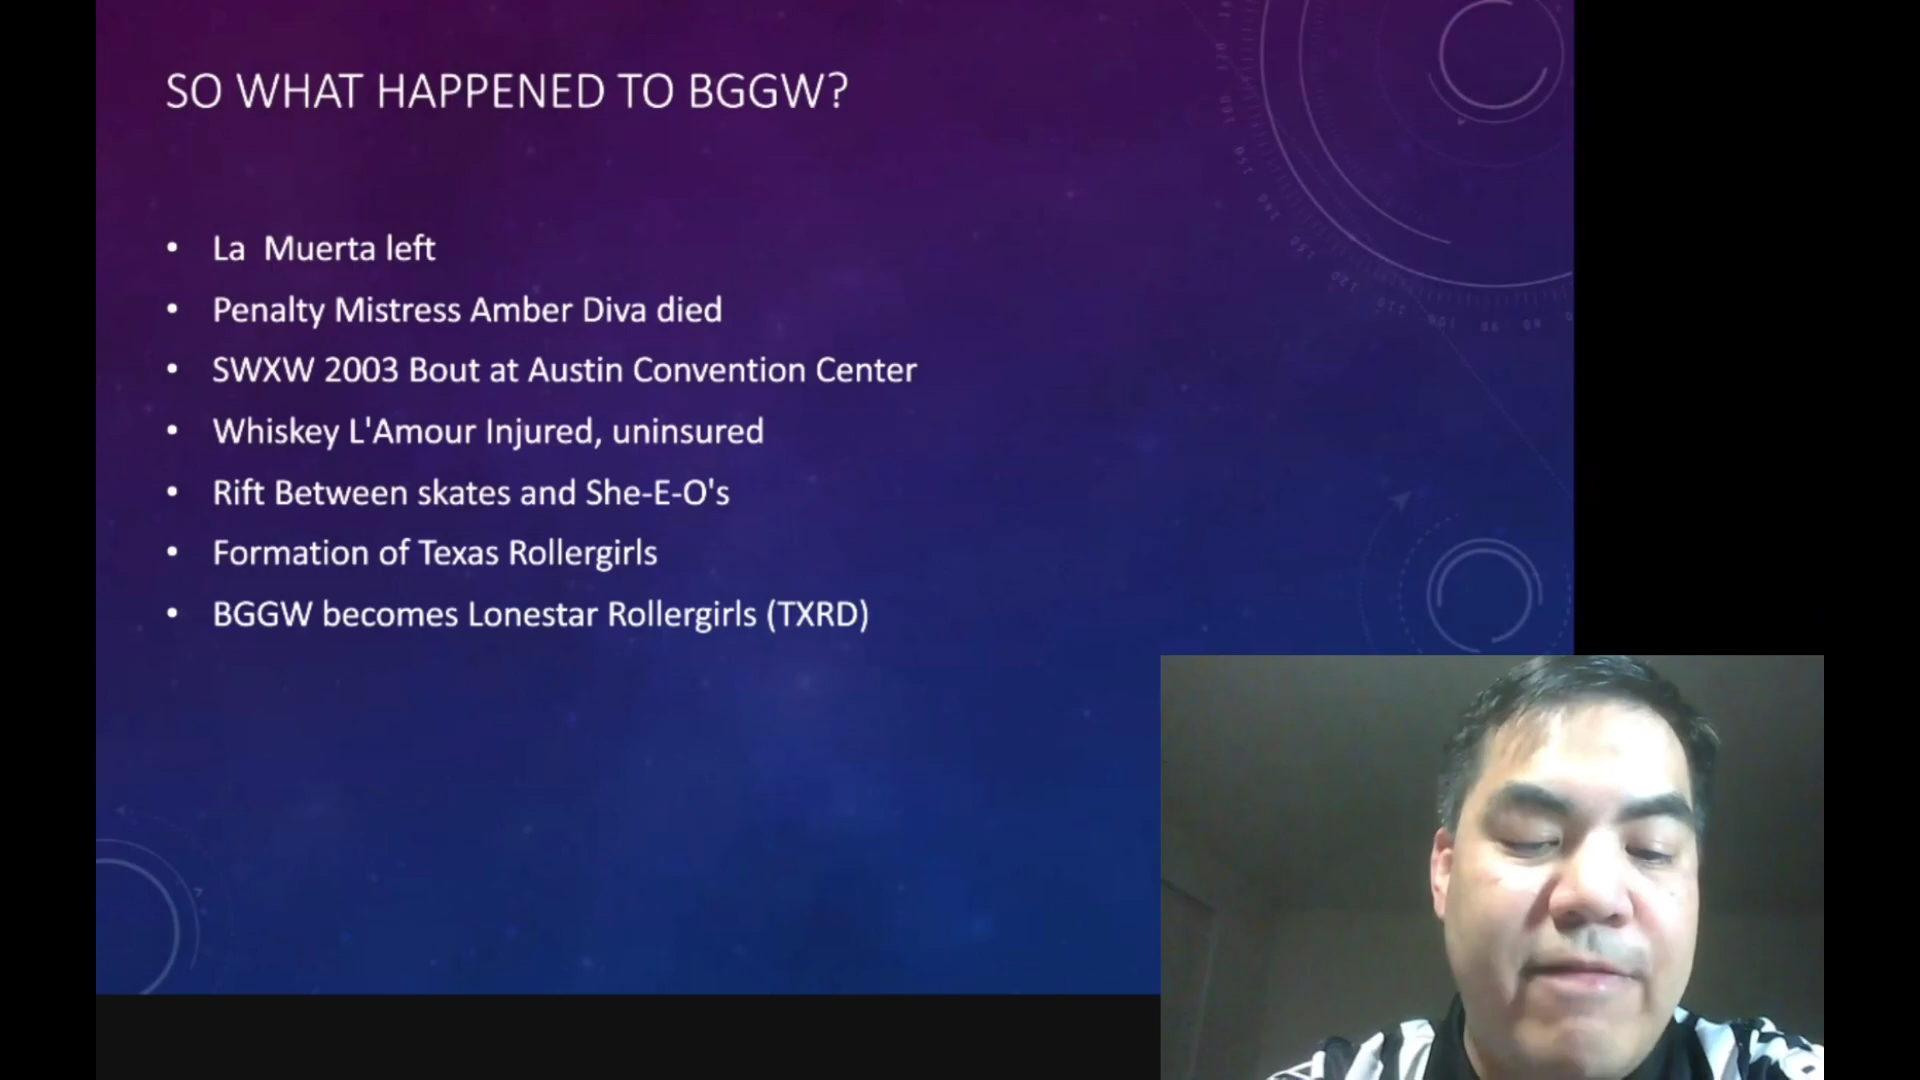 SO WHAT HAPPENED TO BGGW?
• La  Muerta left
• Penalty Mistress Amber Diva died
• SWXW 2003 Bout at Austin Convention Center
• Whiskey L'Amour Injured, uninsured
• Rift Between skates and She-E-O's
• Formation of Texas Rollergirls
• BGGW becomes Lonestar Rollergirls (TXRD)